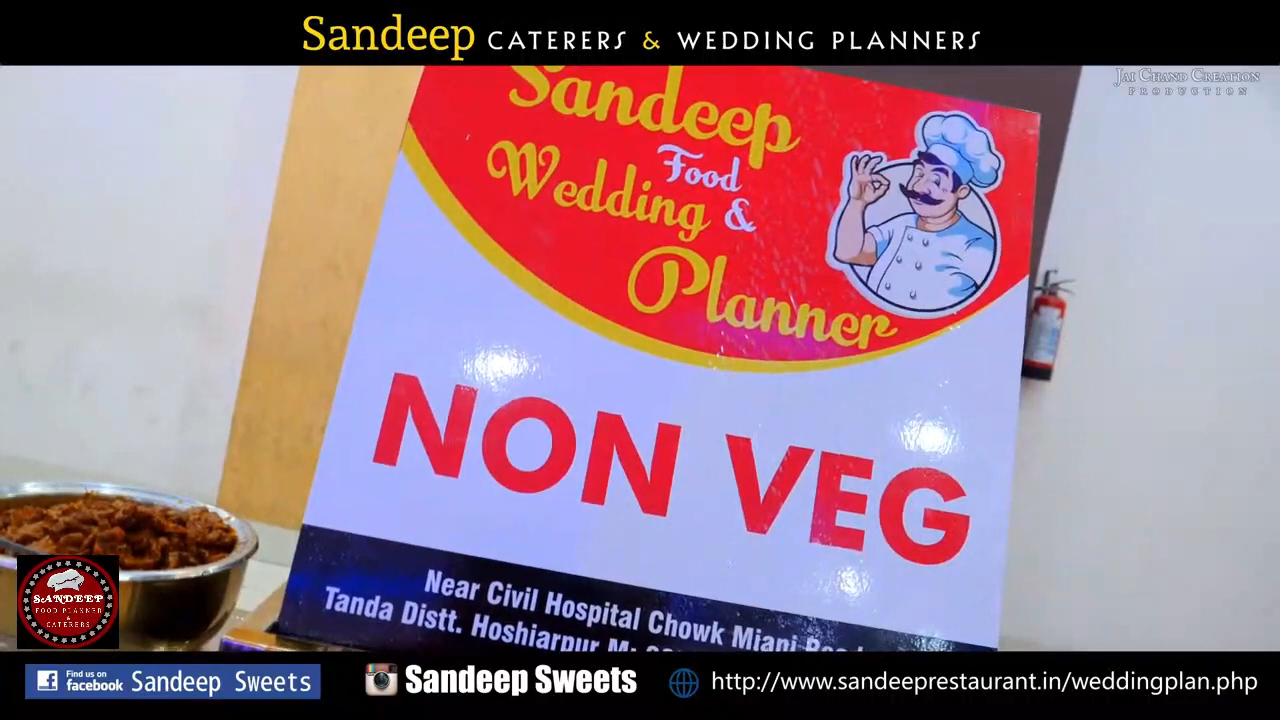 Sandeep CATERERS & WEDDING PLANNERS
JAI CHAND CREATION
PRODUCTION
Sandeep
Food
Wedding &
Planner
NON VEG
Near Civil Hospital Chowk Miani Road
Tanda Distt. Hoshiarpur M:
SANDEEP
FOOD PLANNER
&
CATERERS
Find us on
facebook Sandeep Sweets
Sandeep Sweets
http://www.sandeeprestaurant.in/weddingplan.php